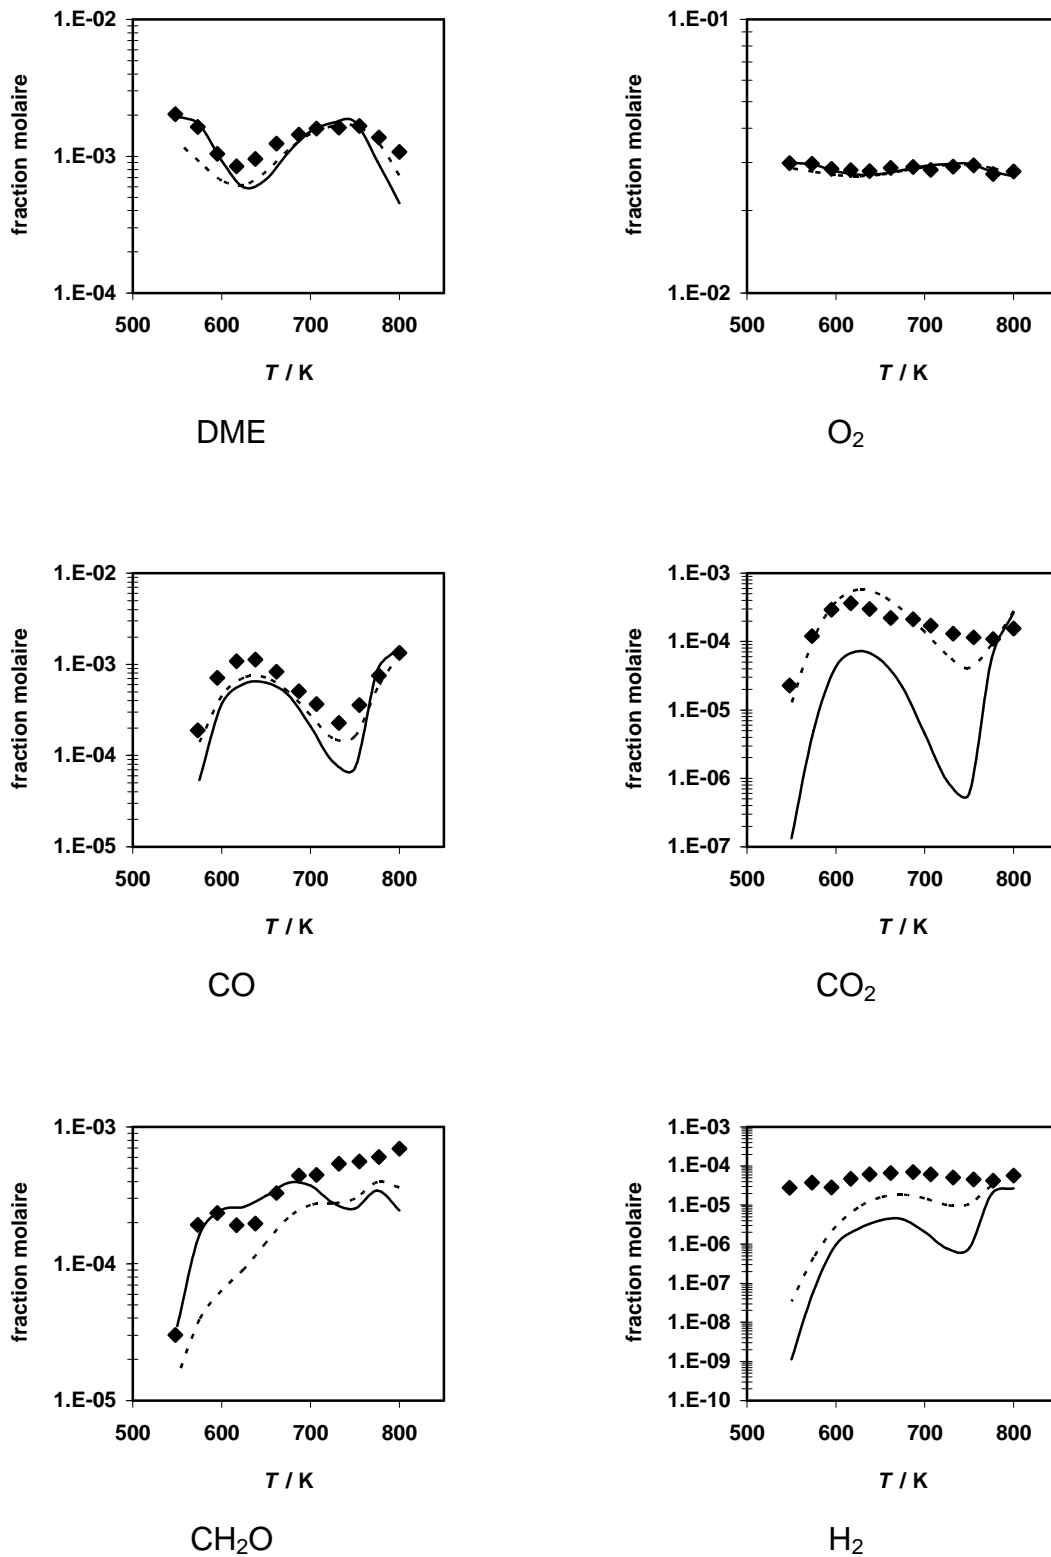 fraction molaire
1.E-02
1.E-03
1.E-04
500 600 700 800
T / K
DME
fraction molaire
1.E-01
1.E-02
500 600 700 800
T / K
O2
fraction molaire
1.E-02
1.E-03
1.E-04
1.E-05
500 600 700 800
T / K
CO
fraction molaire
1.E-03
1.E-04
1.E-05
1.E-06
1.E-07
500 600 700 800
T / K
CO2
fraction molaire
1.E-03
1.E-04
1.E-05
500 600 700 800
T / K
CH2O
fraction molaire
1.E-03
1.E-04
1.E-05
1.E-06
1.E-07
1.E-08
1.E-09
1.E-10
500 600 700 800
T / K
H2